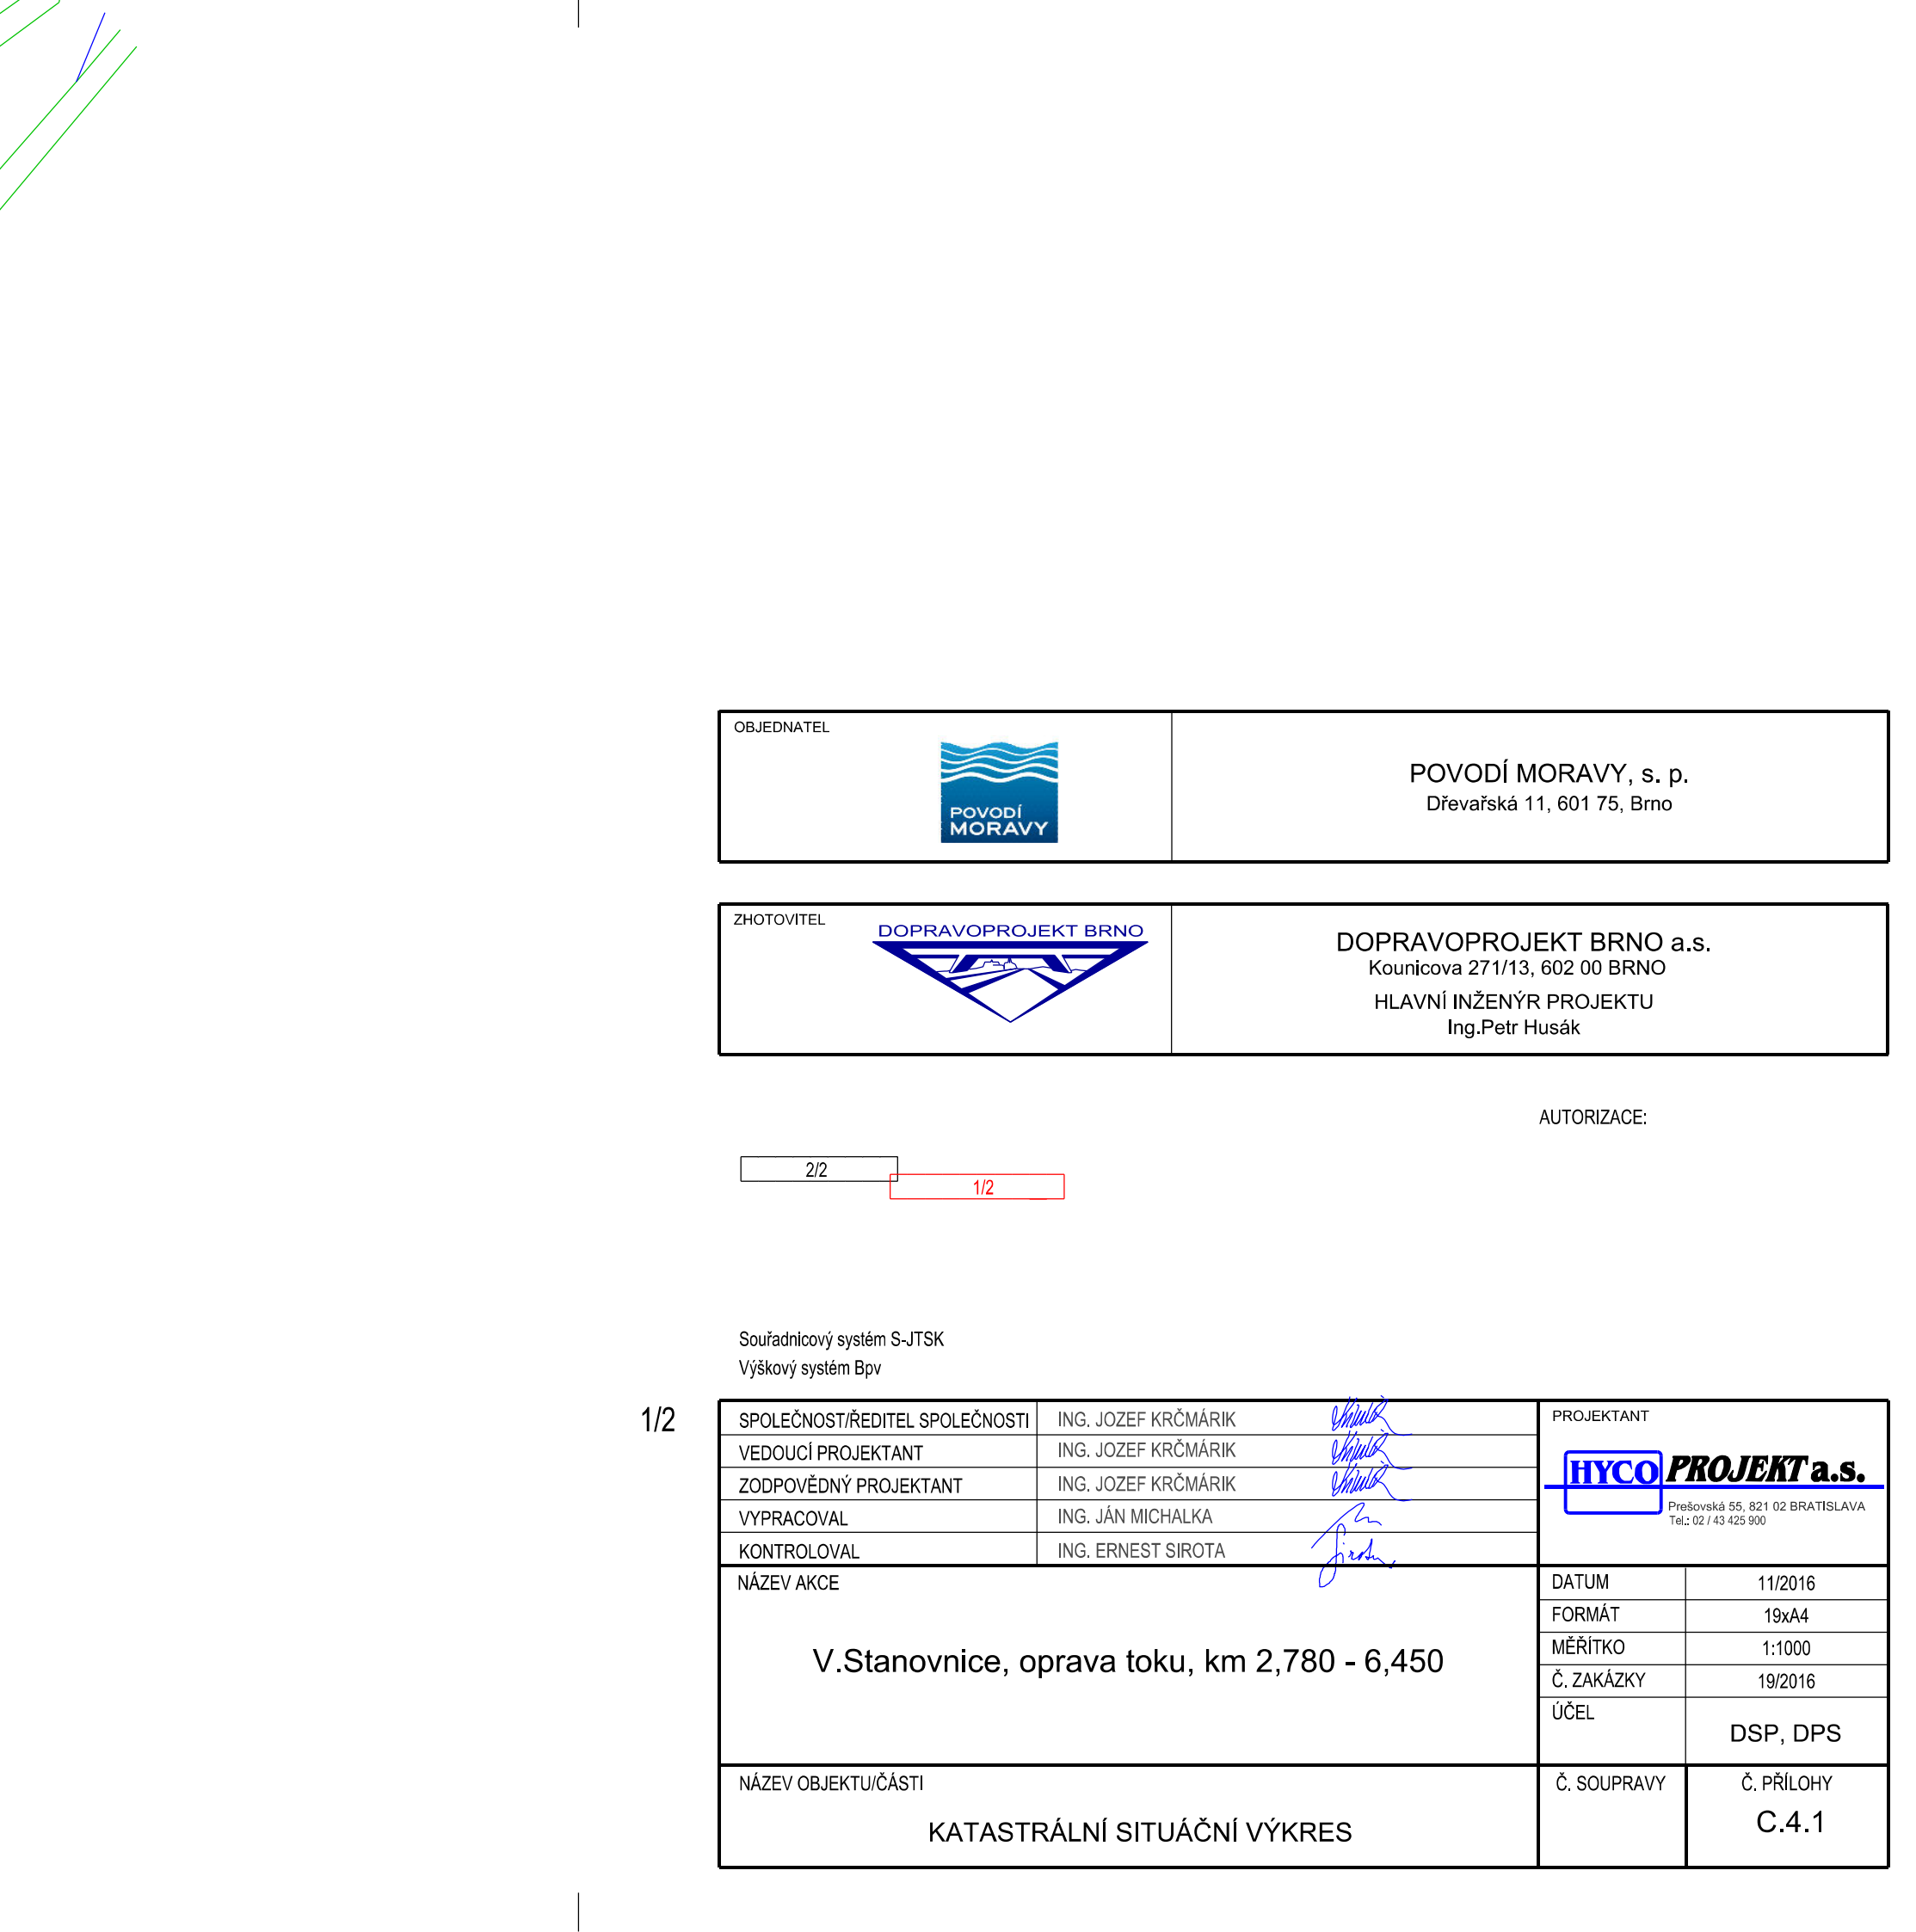 OBJEDNATEL
POVODÍ
MORAVY
POVODÍ MORAVY, s. p.
Dřevařská 11, 601 75, Brno
ZHOTOVITEL
DOPRAVOPROJEKT BRNO
DOPRAVOPROJEKT BRNO a.s.
Kounicova 271/13, 602 00 BRNO
HLAVNÍ INŽENÝR PROJEKTU
Ing.Petr Husák
AUTORIZACE:
2/2
1/2
Souřadnicový systém S-JTSK
Výškový systém Bpv
1/2
SPOLEČNOST/ŘEDITEL SPOLEČNOSTI ING. JOZEF KRČMÁRIK
VEDOUCÍ PROJEKTANT ING. JOZEF KRČMÁRIK
ZODPOVĚDNÝ PROJEKTANT ING. JOZEF KRČMÁRIK
VYPRACOVAL ING. JÁN MICHALKA
KONTROLOVAL ING. ERNEST SIROTA
PROJEKTANT
HYCO PROJEKT a.s.
Prešovská 55, 821 02 BRATISLAVA
Tel.: 02 / 43 425 900
NÁZEV AKCE
V.Stanovnice, oprava toku, km 2,780 - 6,450
DATUM 11/2016
FORMÁT 19xA4
MĚŘÍTKO 1:1000
Č. ZAKÁZKY 19/2016
ÚČEL DSP, DPS
NÁZEV OBJEKTU/ČÁSTI
KATASTRÁLNÍ SITUÁČNÍ VÝKRES
Č. SOUPRAVY
Č. PŘÍLOHY
C.4.1